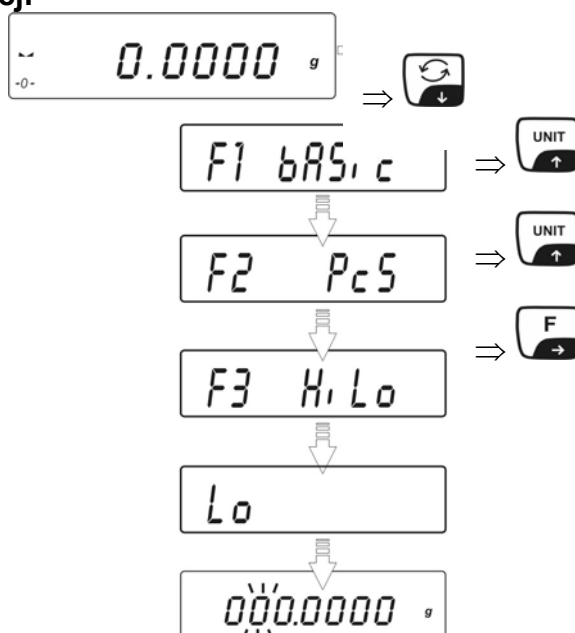 0.0000 g
-0-
F1 bASic
UNIT
F2 PcS
UNIT
F
F3 HiLo
Lo
000.0000 g